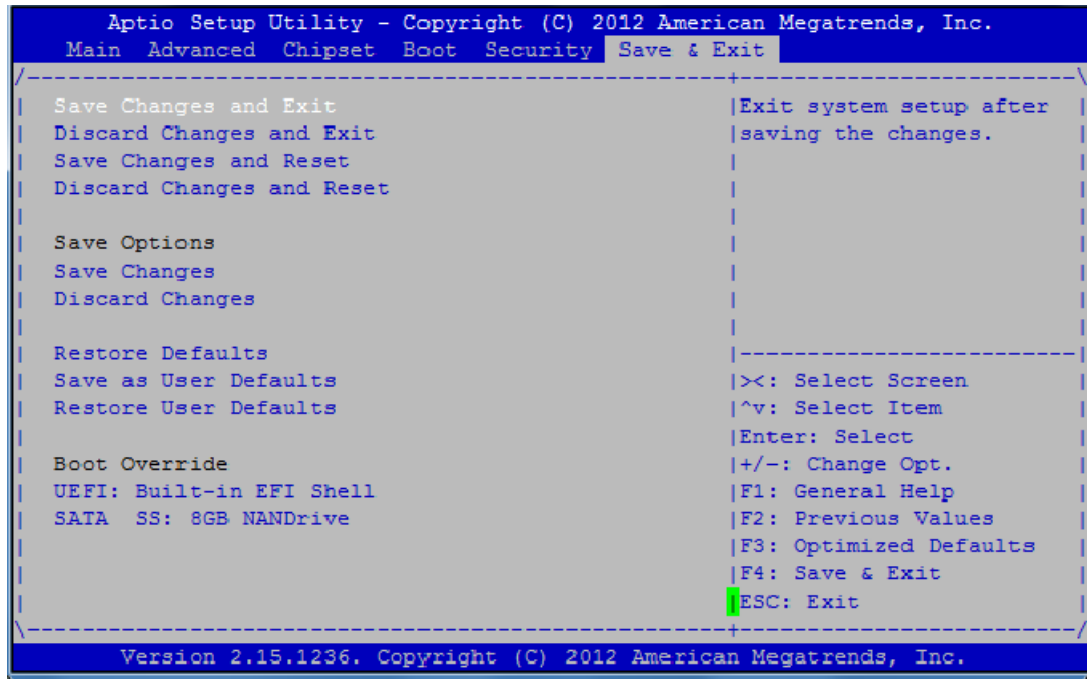 Aptio Setup Utility - Copyright (C) 2012 American Megatrends, Inc.
Main Advanced Chipset Boot Security Save & Exit
Save Changes and Exit
Discard Changes and Exit
Save Changes and Reset
Discard Changes and Reset
Save Options
Save Changes
Discard Changes
Restore Defaults
Save as User Defaults
Restore User Defaults
Boot Override
UEFI: Built-in EFI Shell
SATA SS: 8GB NANDrive
Exit system setup after
saving the changes.
><: Select Screen
^v: Select Item
Enter: Select
+/-: Change Opt.
F1: General Help
F2: Previous Values
F3: Optimized Defaults
F4: Save & Exit
ESC: Exit
Version 2.15.1236. Copyright (C) 2012 American Megatrends, Inc.